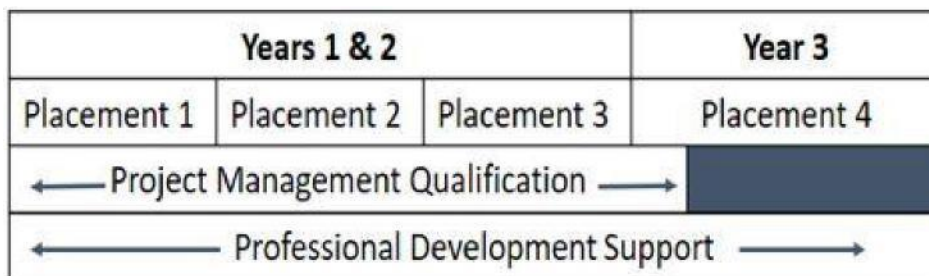 Years 1 & 2 Year 3
Placement 1 Placement 2 Placement 3 Placement 4
Project Management Qualification
Professional Development Support